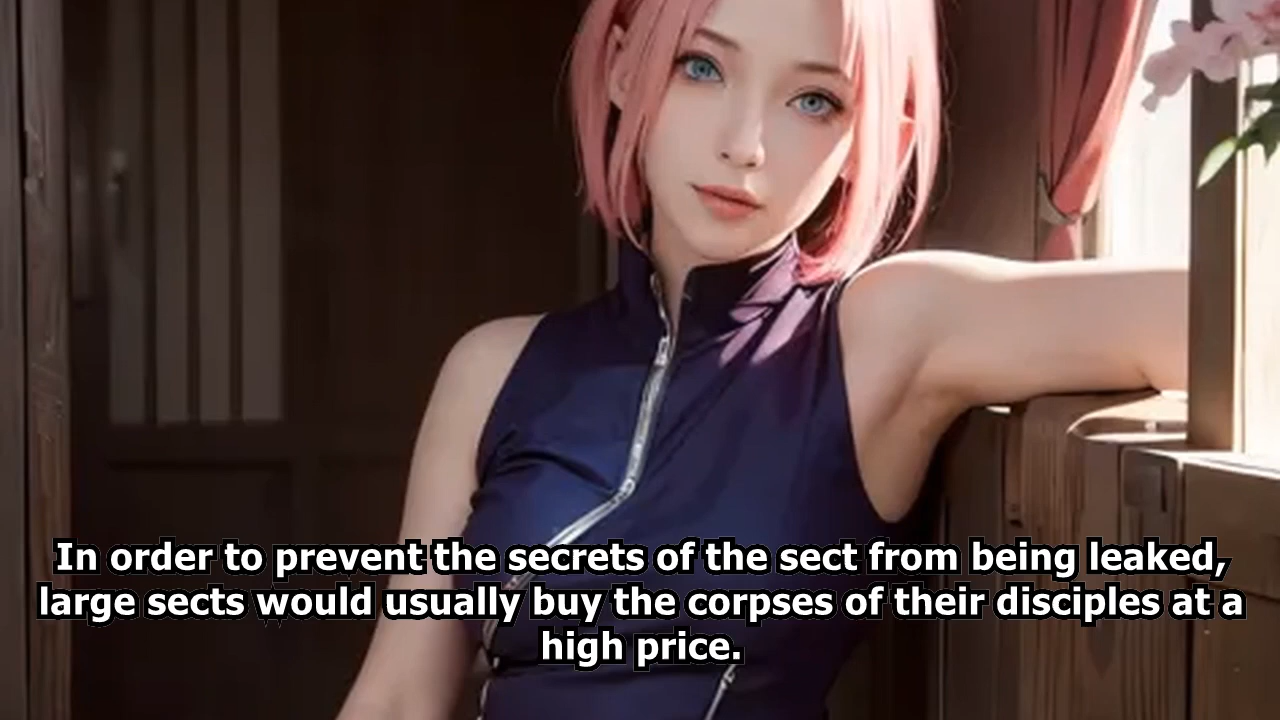 In order to prevent the secrets of the sect from being leaked,
large sects would usually buy the corpses of their disciples at a
high price.